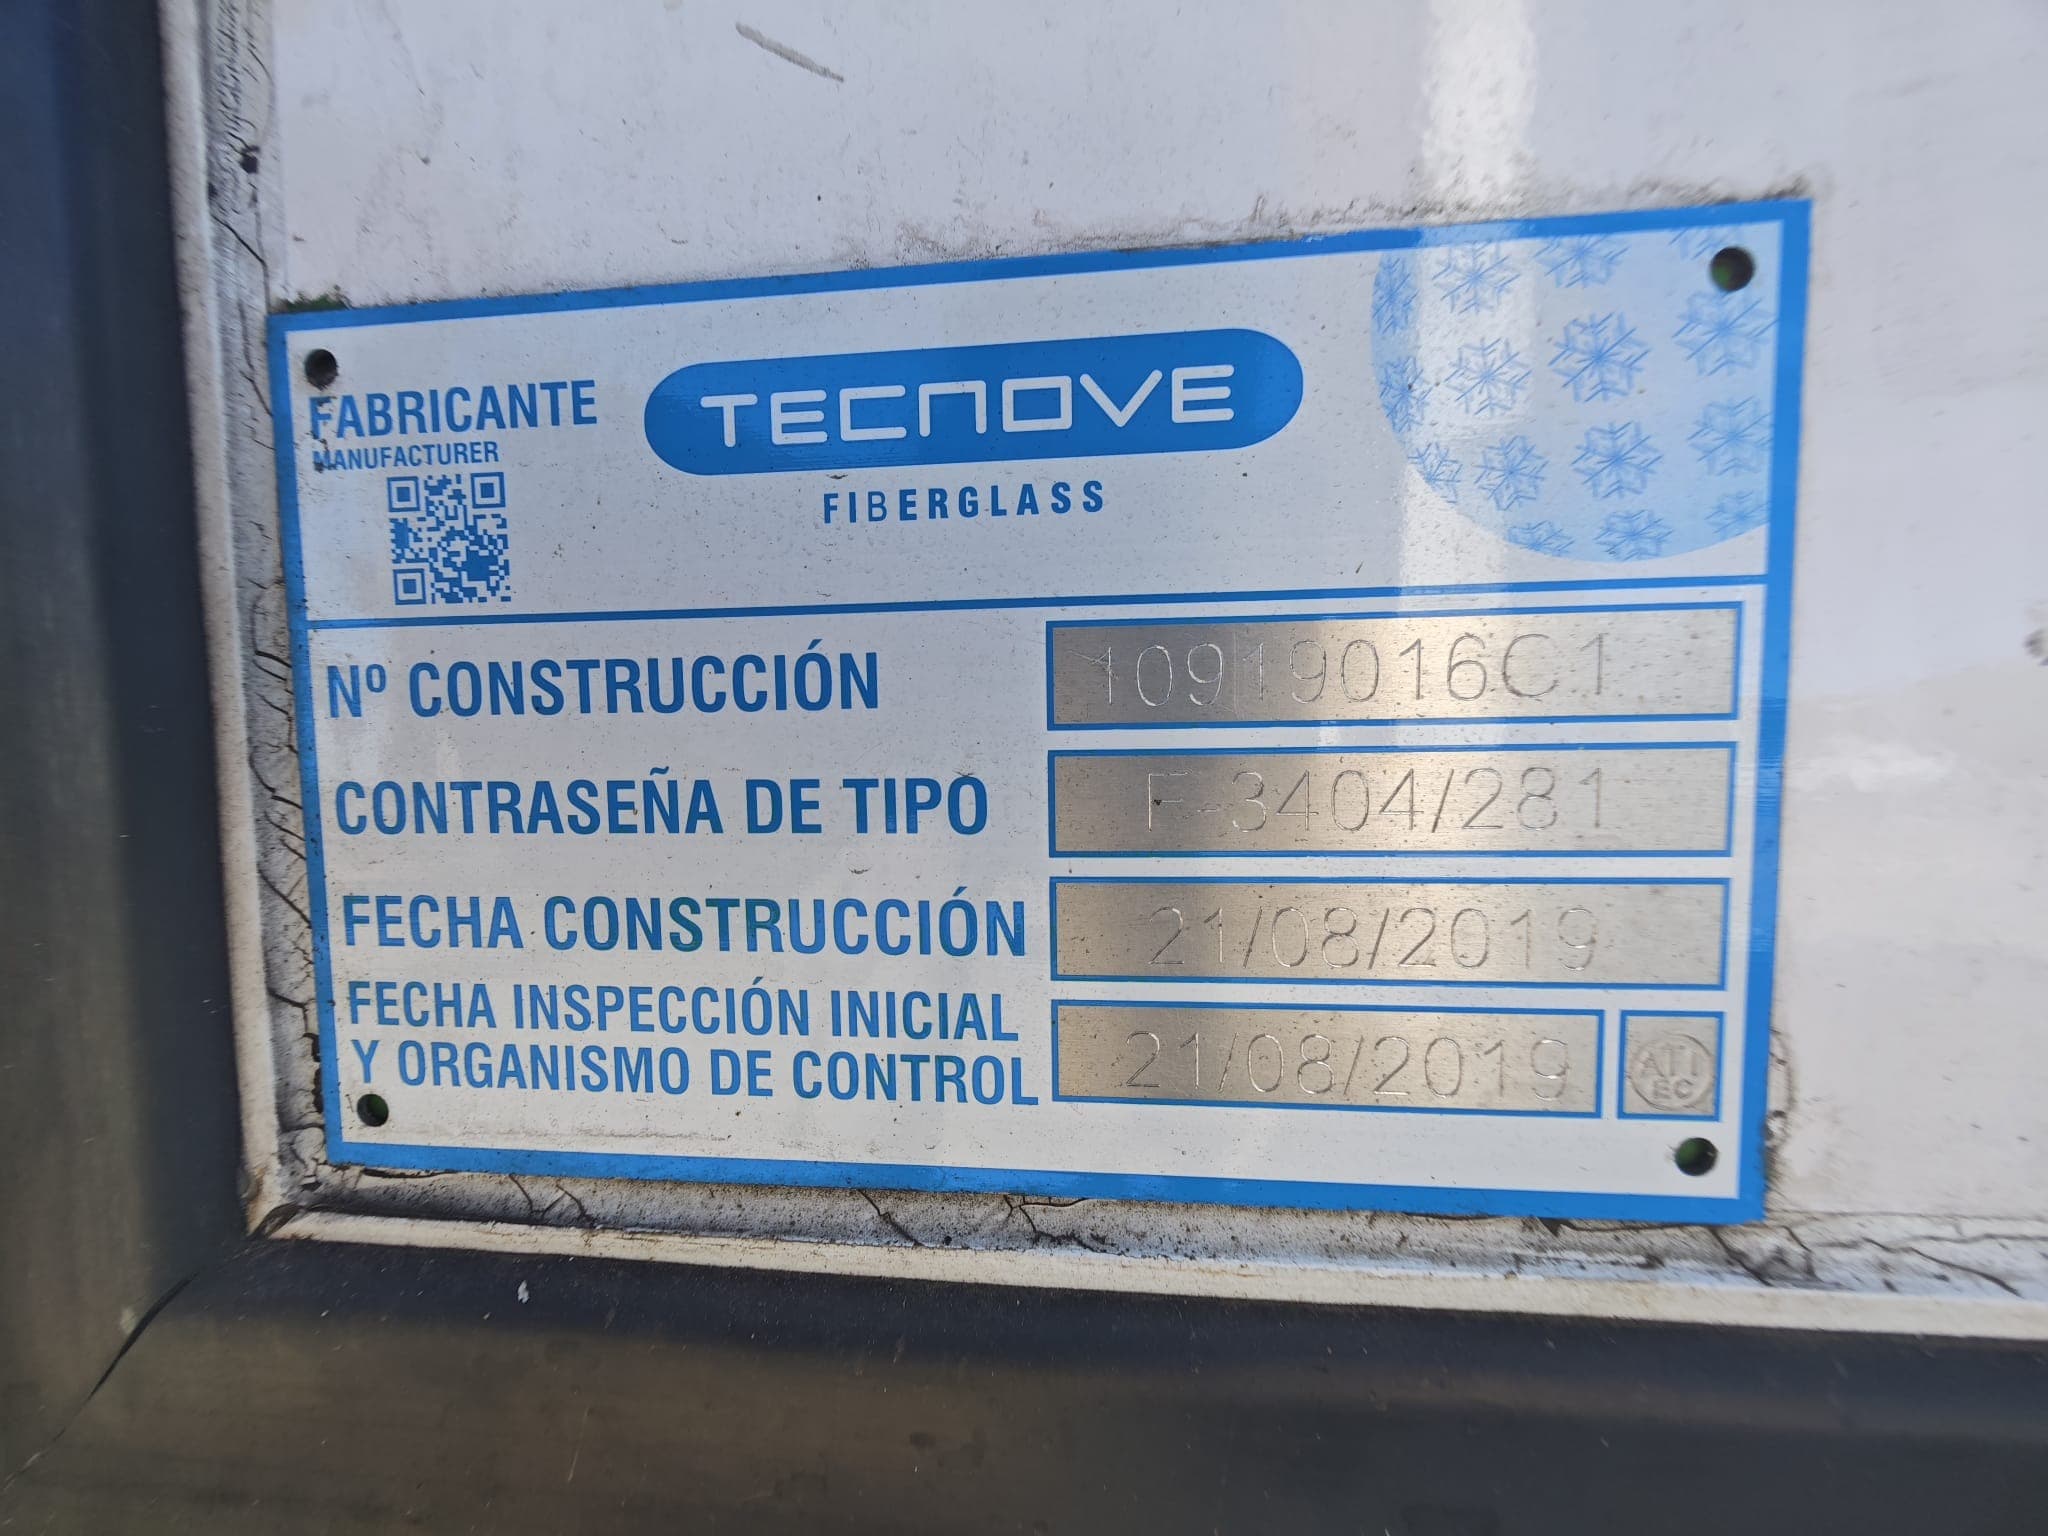 FABRICANTE
MANUFACTURER
TECNOVE
FIBERGLASS
Nº CONSTRUCCIÓN 10919016C1
CONTRASEÑA DE TIPO F-3404/281
FECHA CONSTRUCCIÓN 21/08/2019
FECHA INSPECCIÓN INICIAL
Y ORGANISMO DE CONTROL 21/08/2019
ATI
EC